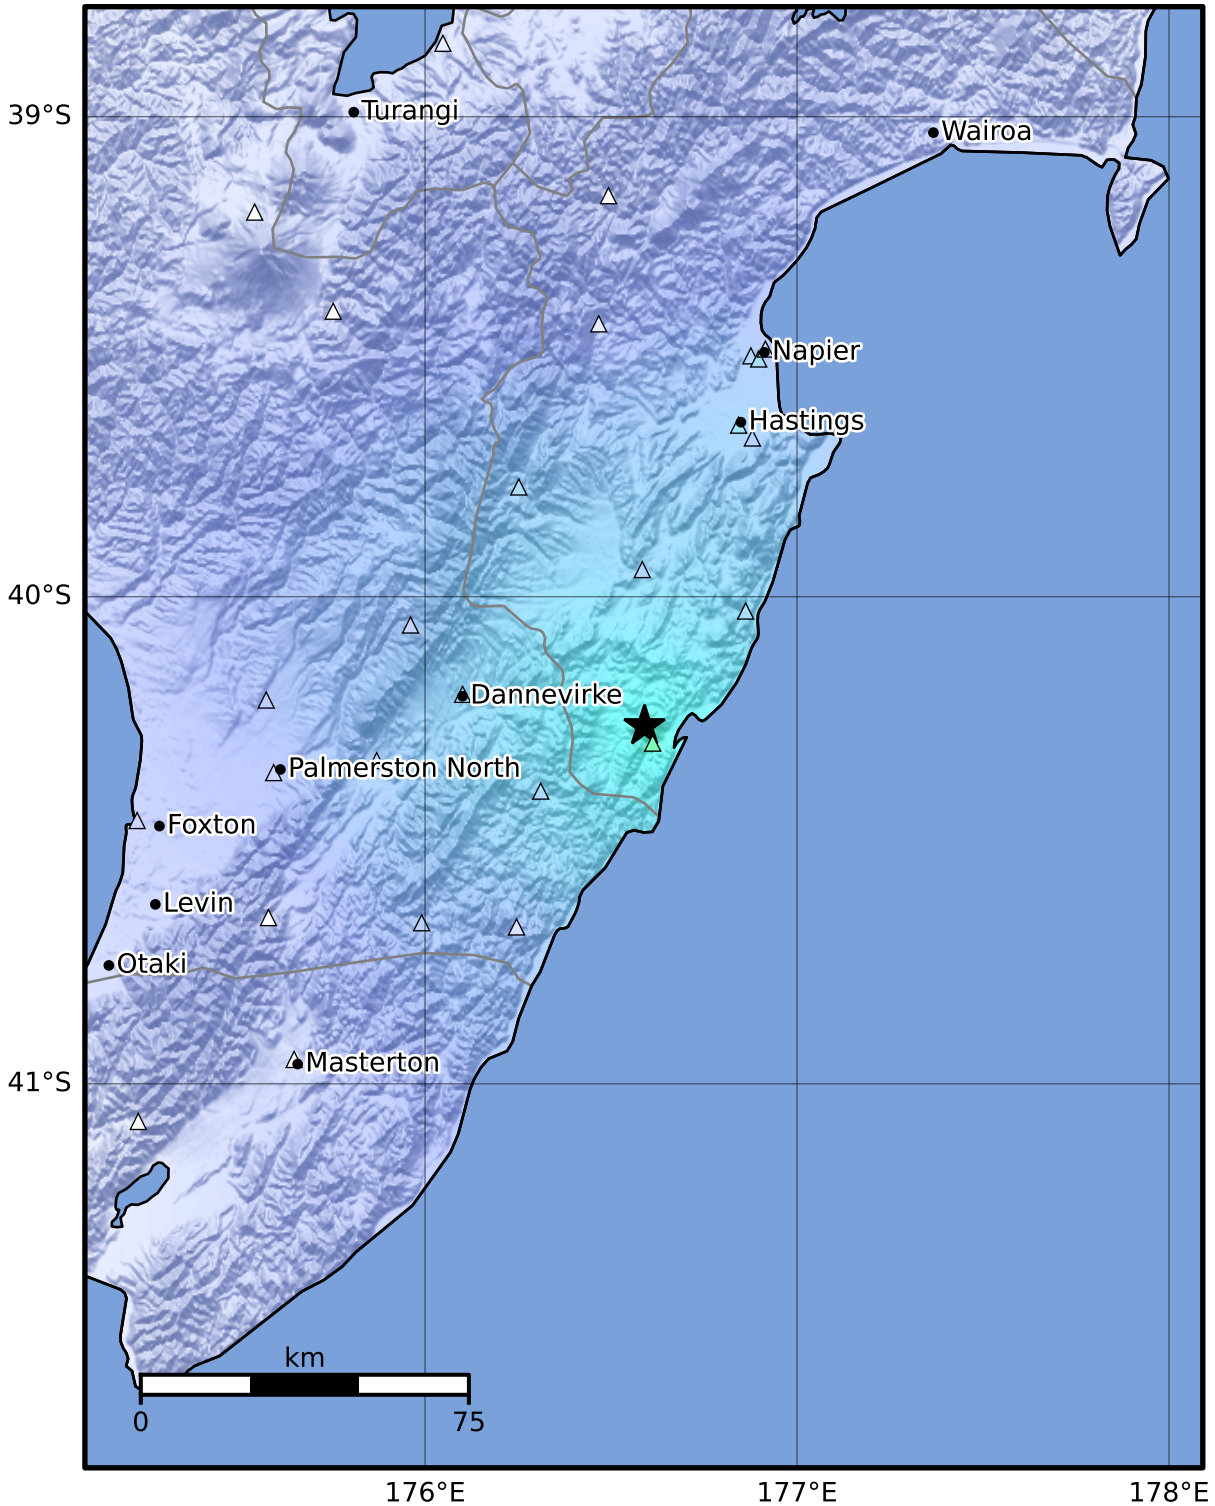 39°S
Turangi
Wairoa
Napier
Hastings
40°S
Dannevirke
Palmerston North
Foxton
Levin
Otaki
Masterton
41°S
km
0 75
176°E 177°E 178°E